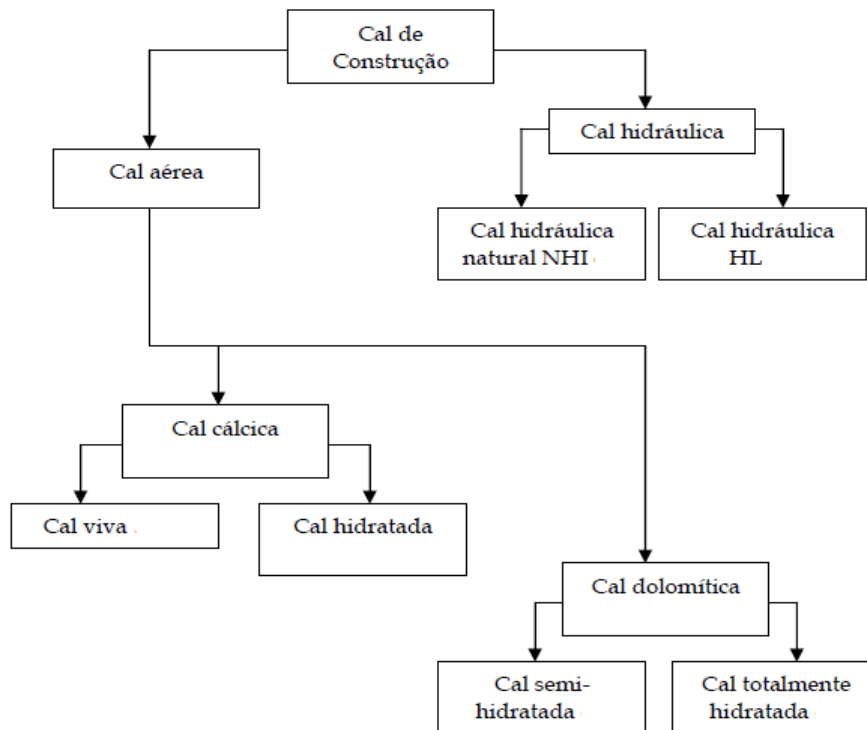 Cal de
Construção
Cal hidráulica
Cal aérea
Cal hidráulica
natural NHI
Cal hidráulica
HL
Cal cálcica
Cal viva
Cal hidratada
Cal dolomítica
Cal semi-
hidratada
Cal totalmente
hidratada